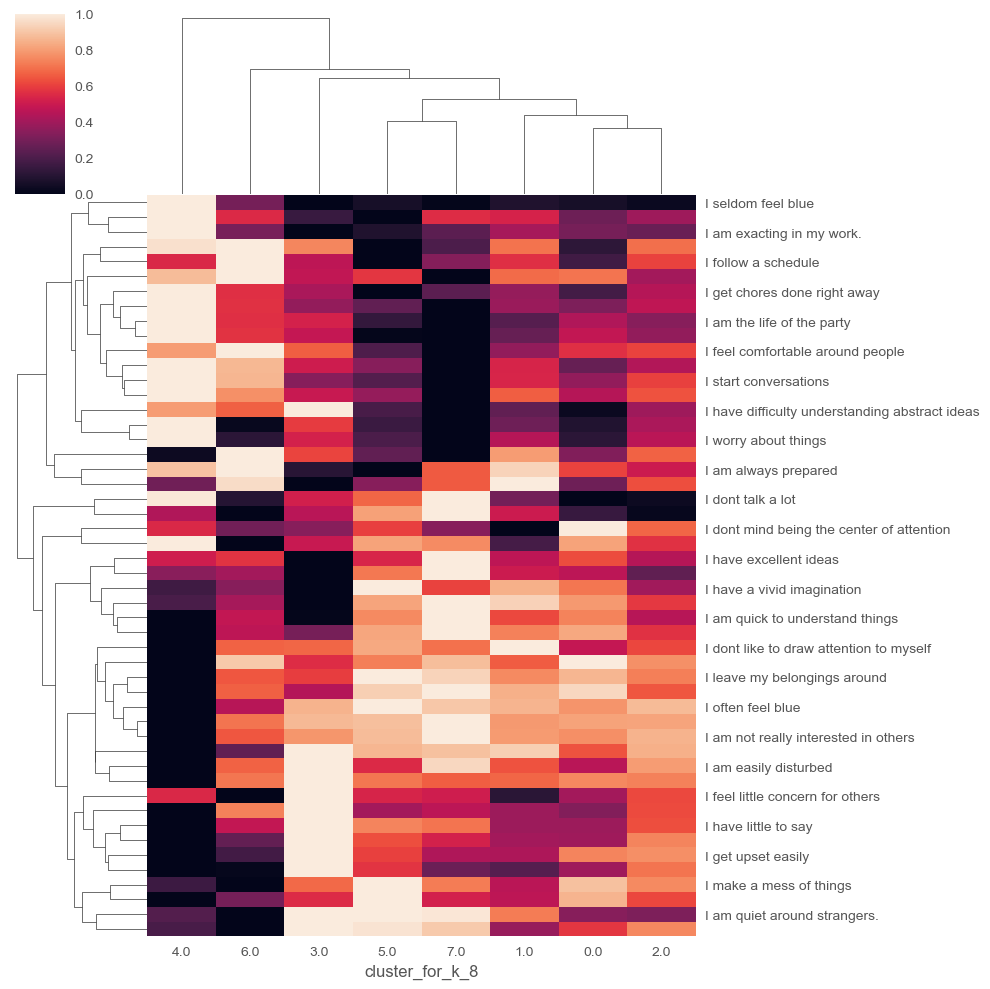 1.0
0.8
0.6
0.4
0.2
0.0
I seldom feel blue
I am exacting in my work.
I follow a schedule
I get chores done right away
I am the life of the party
I feel comfortable around people
I start conversations
I have difficulty understanding abstract ideas
I worry about things
I am always prepared
I dont talk a lot
I dont mind being the center of attention
I have excellent ideas
I have a vivid imagination
I am quick to understand things
I dont like to draw attention to myself
I leave my belongings around
I often feel blue
I am not really interested in others
I am easily disturbed
I feel little concern for others
I have little to say
I get upset easily
I make a mess of things
I am quiet around strangers.
4.0 6.0 3.0 5.0 7.0 1.0 0.0 2.0
cluster_for_k_8